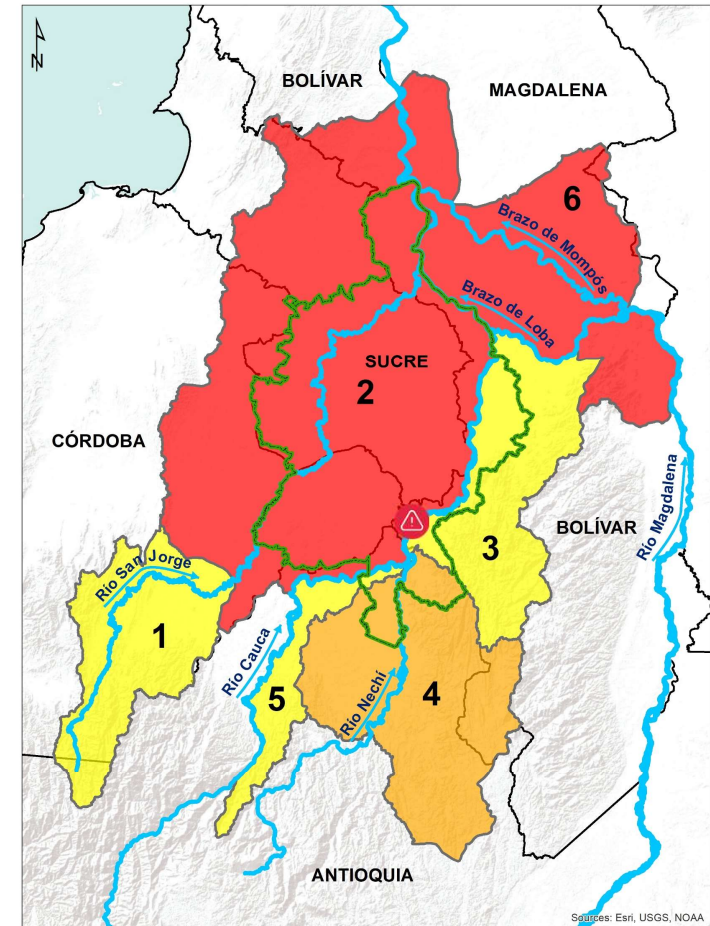 N
BOLÍVAR
MAGDALENA
6
Brazo de Mompós
Brazo de Loba
SUCRE
2
CÓRDOBA
Río Magdalena
BOLÍVAR
3
Río San Jorge
1
Río Cauca
5
Río Nechí
4
ANTIOQUIA
Sources: Esri, USGS, NOAA